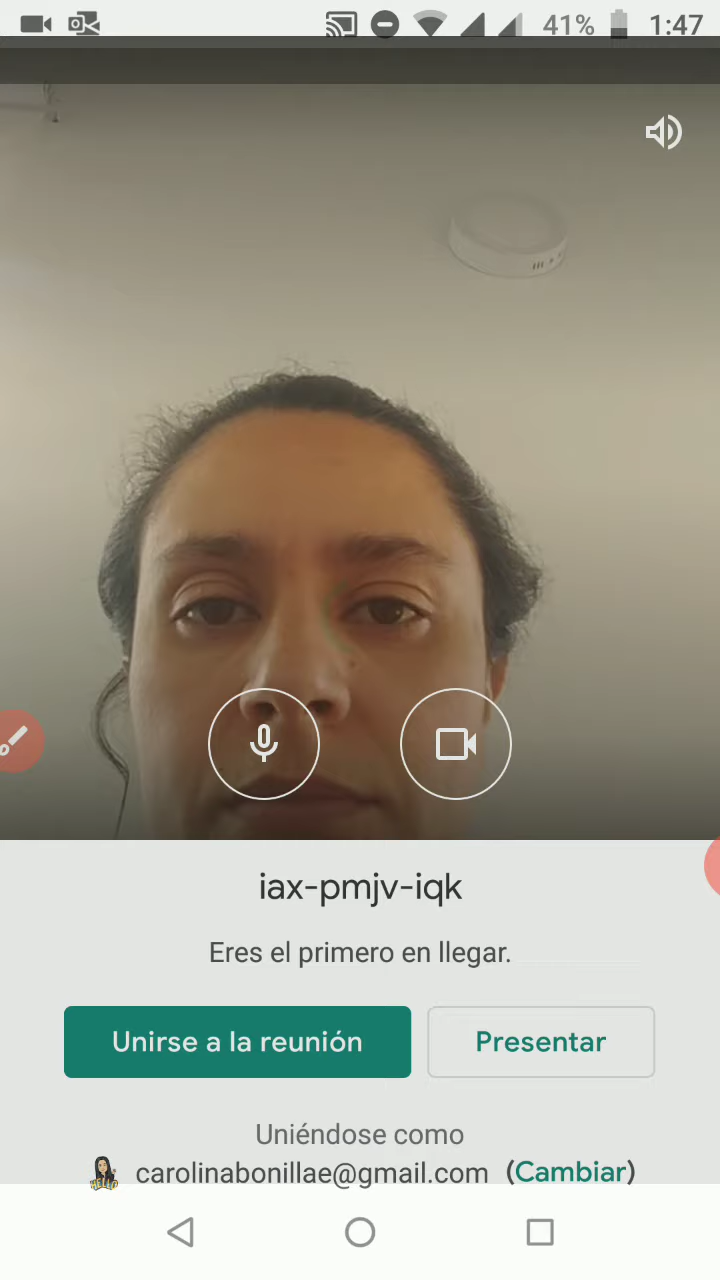 41% 1:47
iax-pmjv-iqk
Eres el primero en llegar.
Unirse a la reunión
Presentar
Uniéndose como
HELLO
carolinabonillae@gmail.com (Cambiar)